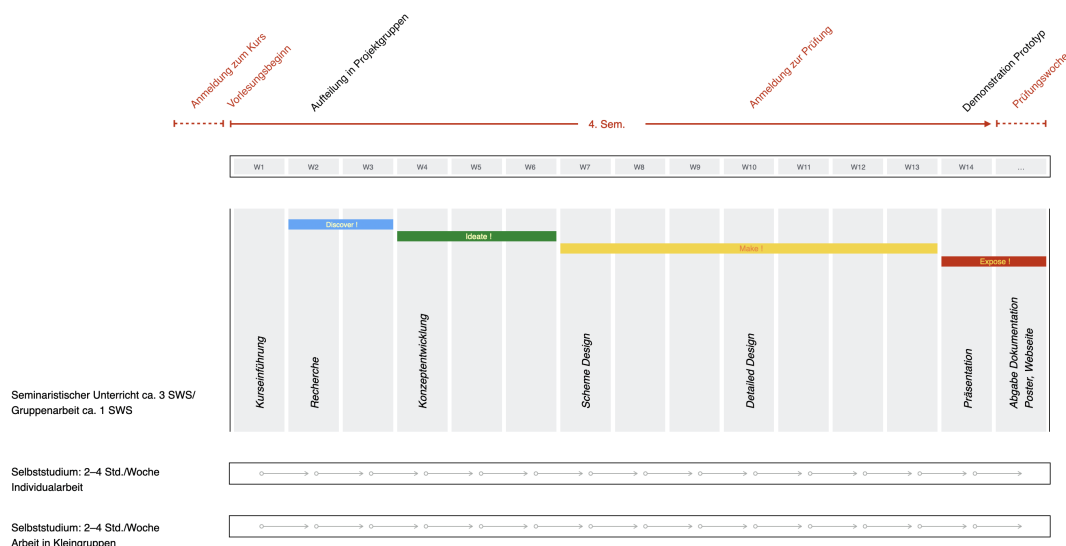 Anmeldung zum Kurs
Vorlesungsbeginn
Aufteilung in Projektgruppen
Anmeldung zur Prüfung
Demonstration Prototyp
Prüfungswoche
4. Sem.
W1 W2 W3 W4 W5 W6 W7 W8 W9 W10 W11 W12 W13 W14 ...
Discover !
Ideate !
Make !
Expose !
Kurseinführung
Recherche
Konzeptentwicklung
Scheme Design
Detailed Design
Präsentation
Abgabe Dokumentation
Poster, Webseite
Seminaristischer Unterricht ca. 3 SWS/
Gruppenarbeit ca. 1 SWS
Selbststudium: 2–4 Std./Woche
Individualarbeit
Selbststudium: 2–4 Std./Woche
Arbeit in Kleingruppen